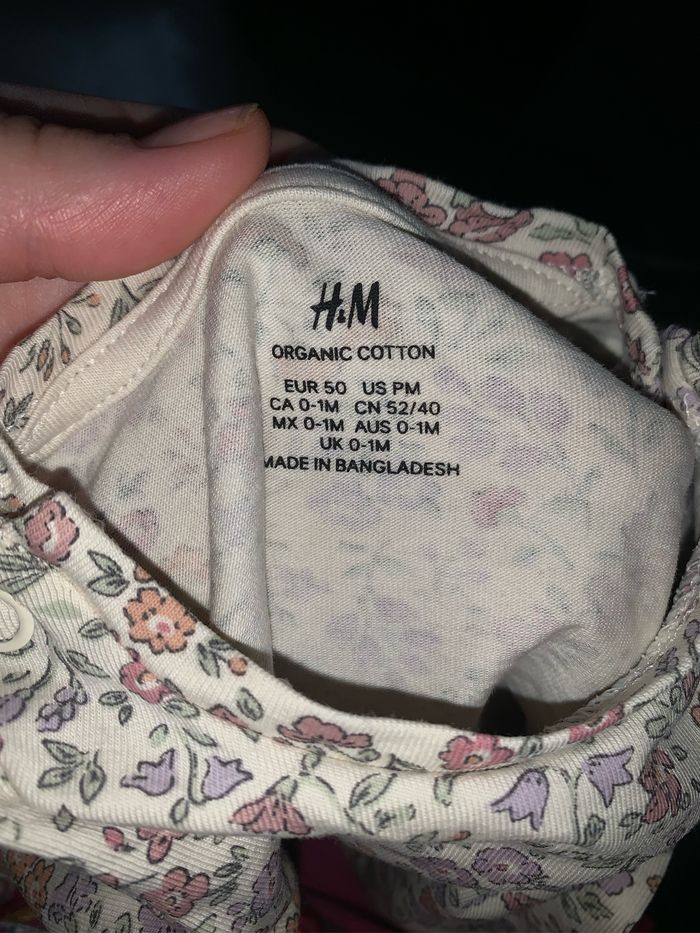 H&M
ORGANIC COTTON
EUR 50 US PM
CA 0-1M CN 52/40
MX 0-1M AUS 0-1M
UK 0-1M
MADE IN BANGLADESH